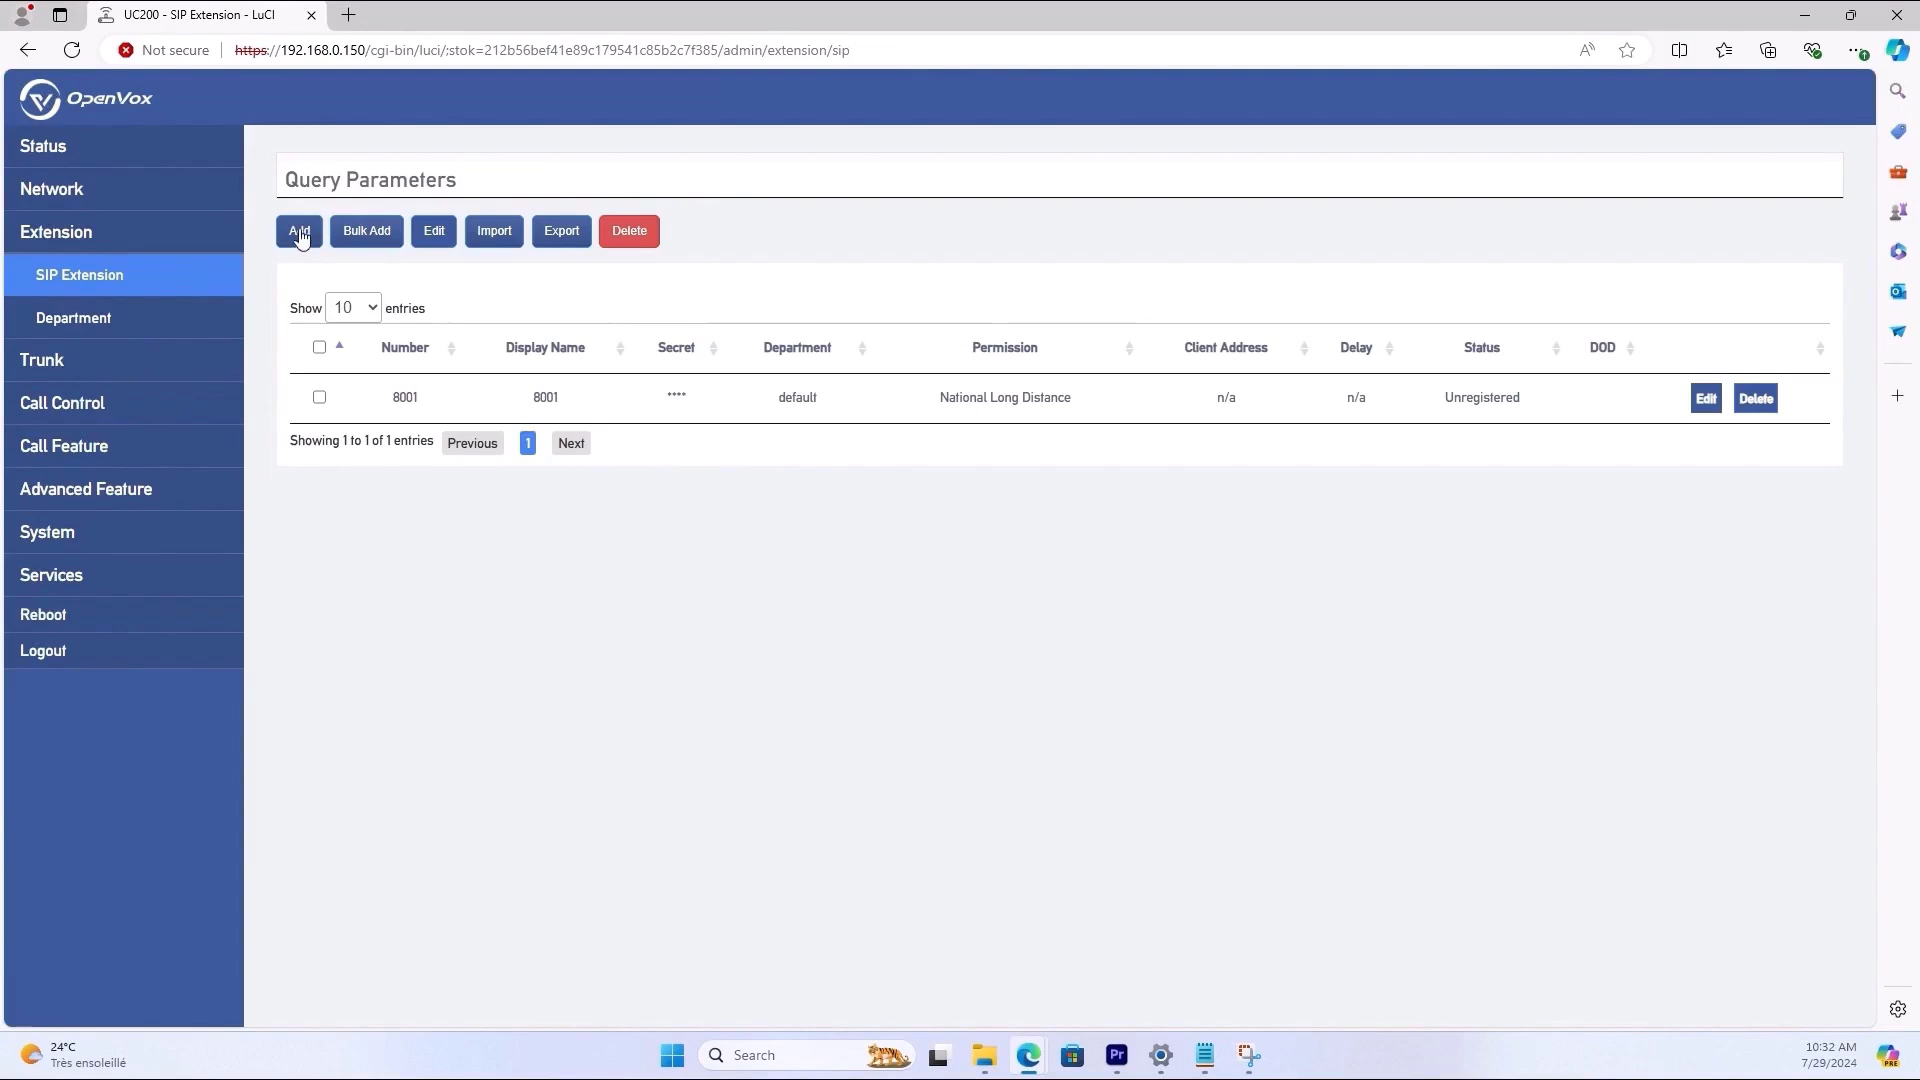 UC200 - SIP Extension - LuCI
Not secure
https://192.168.0.150/cgi-bin/luci/;stok=212b56bef41e89c179541c85b2c7f385/admin/extension/sip
OpenVox
Status
Network
Extension
SIP Extension
Department
Trunk
Call Control
Call Feature
Advanced Feature
System
Services
Reboot
Logout
Query Parameters
Add Bulk Add Edit Import Export Delete
Show 10 entries
Number Display Name Secret Department Permission Client Address Delay Status DOD
8001 8001 **** default National Long Distance n/a n/a Unregistered Edit Delete
Showing 1 to 1 of 1 entries Previous 1 Next
24°C
Très ensoleillé
Search
Pr
10:32 AM
7/29/2024
PRE